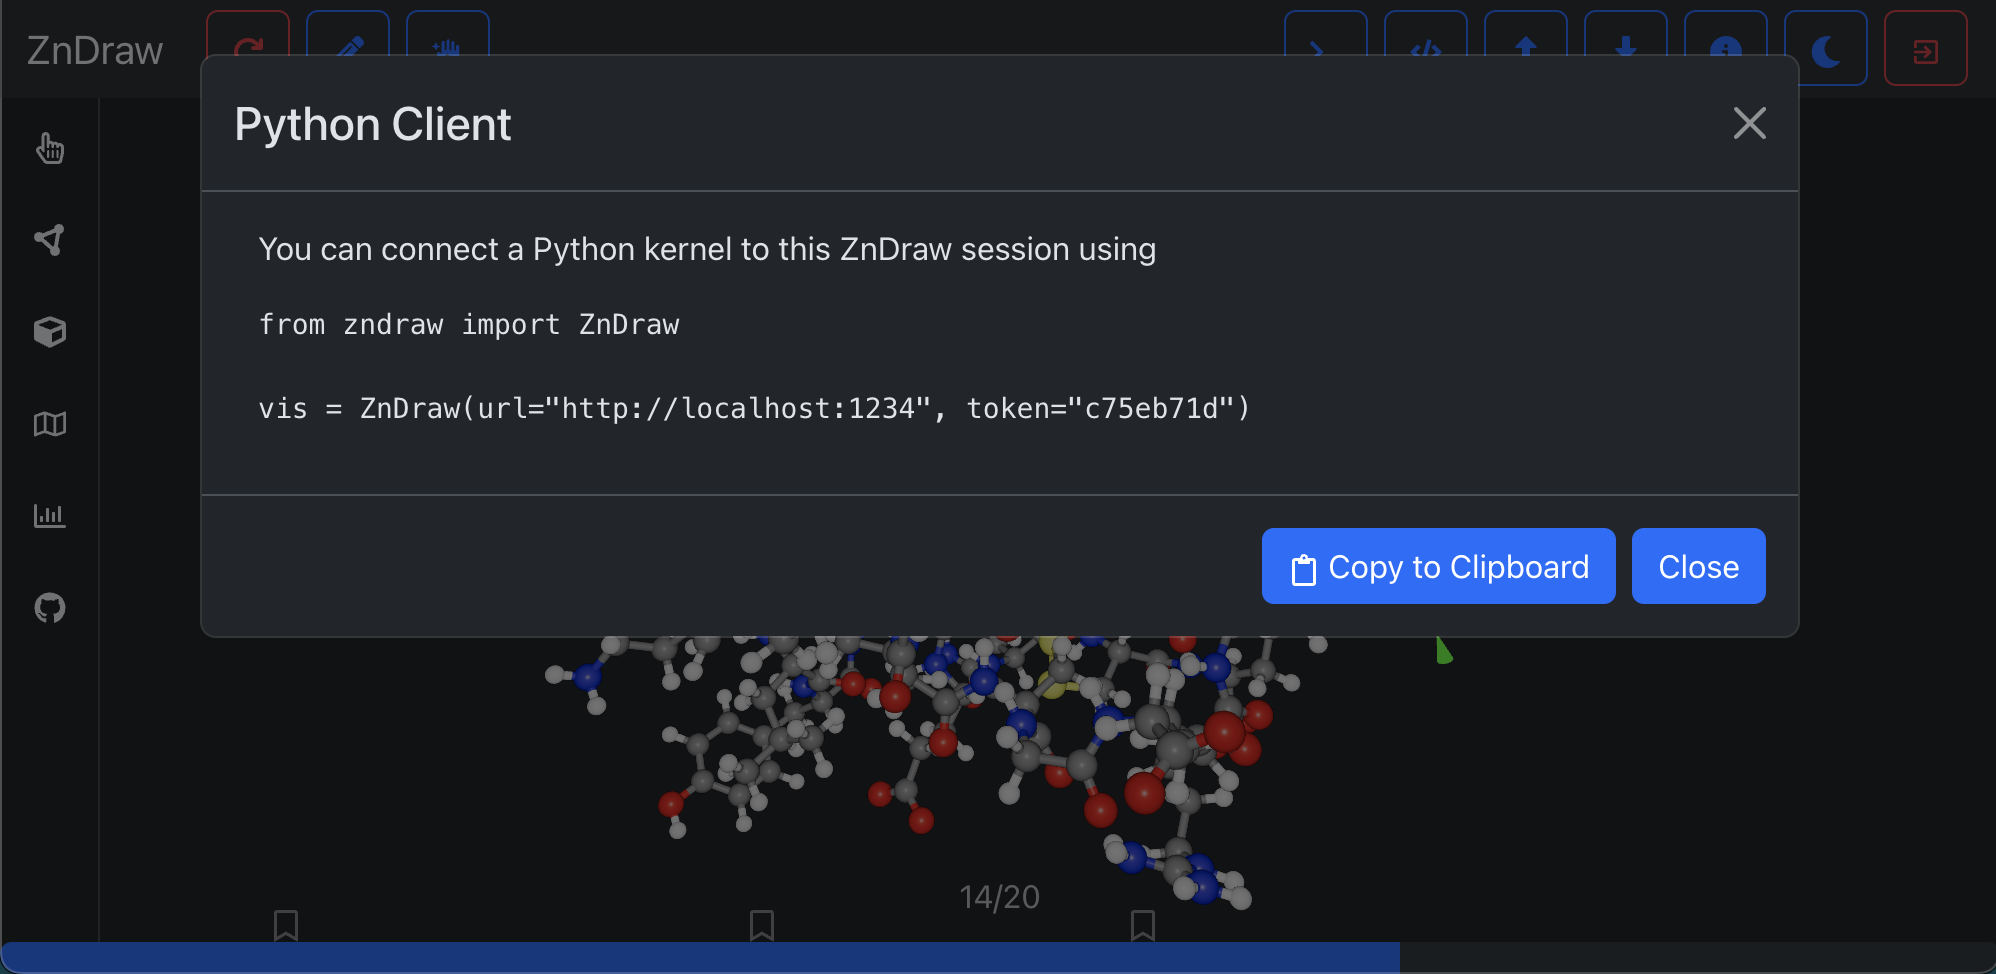 ZnDraw
Python Client
You can connect a Python kernel to this ZnDraw session using
from zndraw import ZnDraw
vis = ZnDraw(url="http://localhost:1234", token="c75eb71d")
Copy to Clipboard
Close
14/20